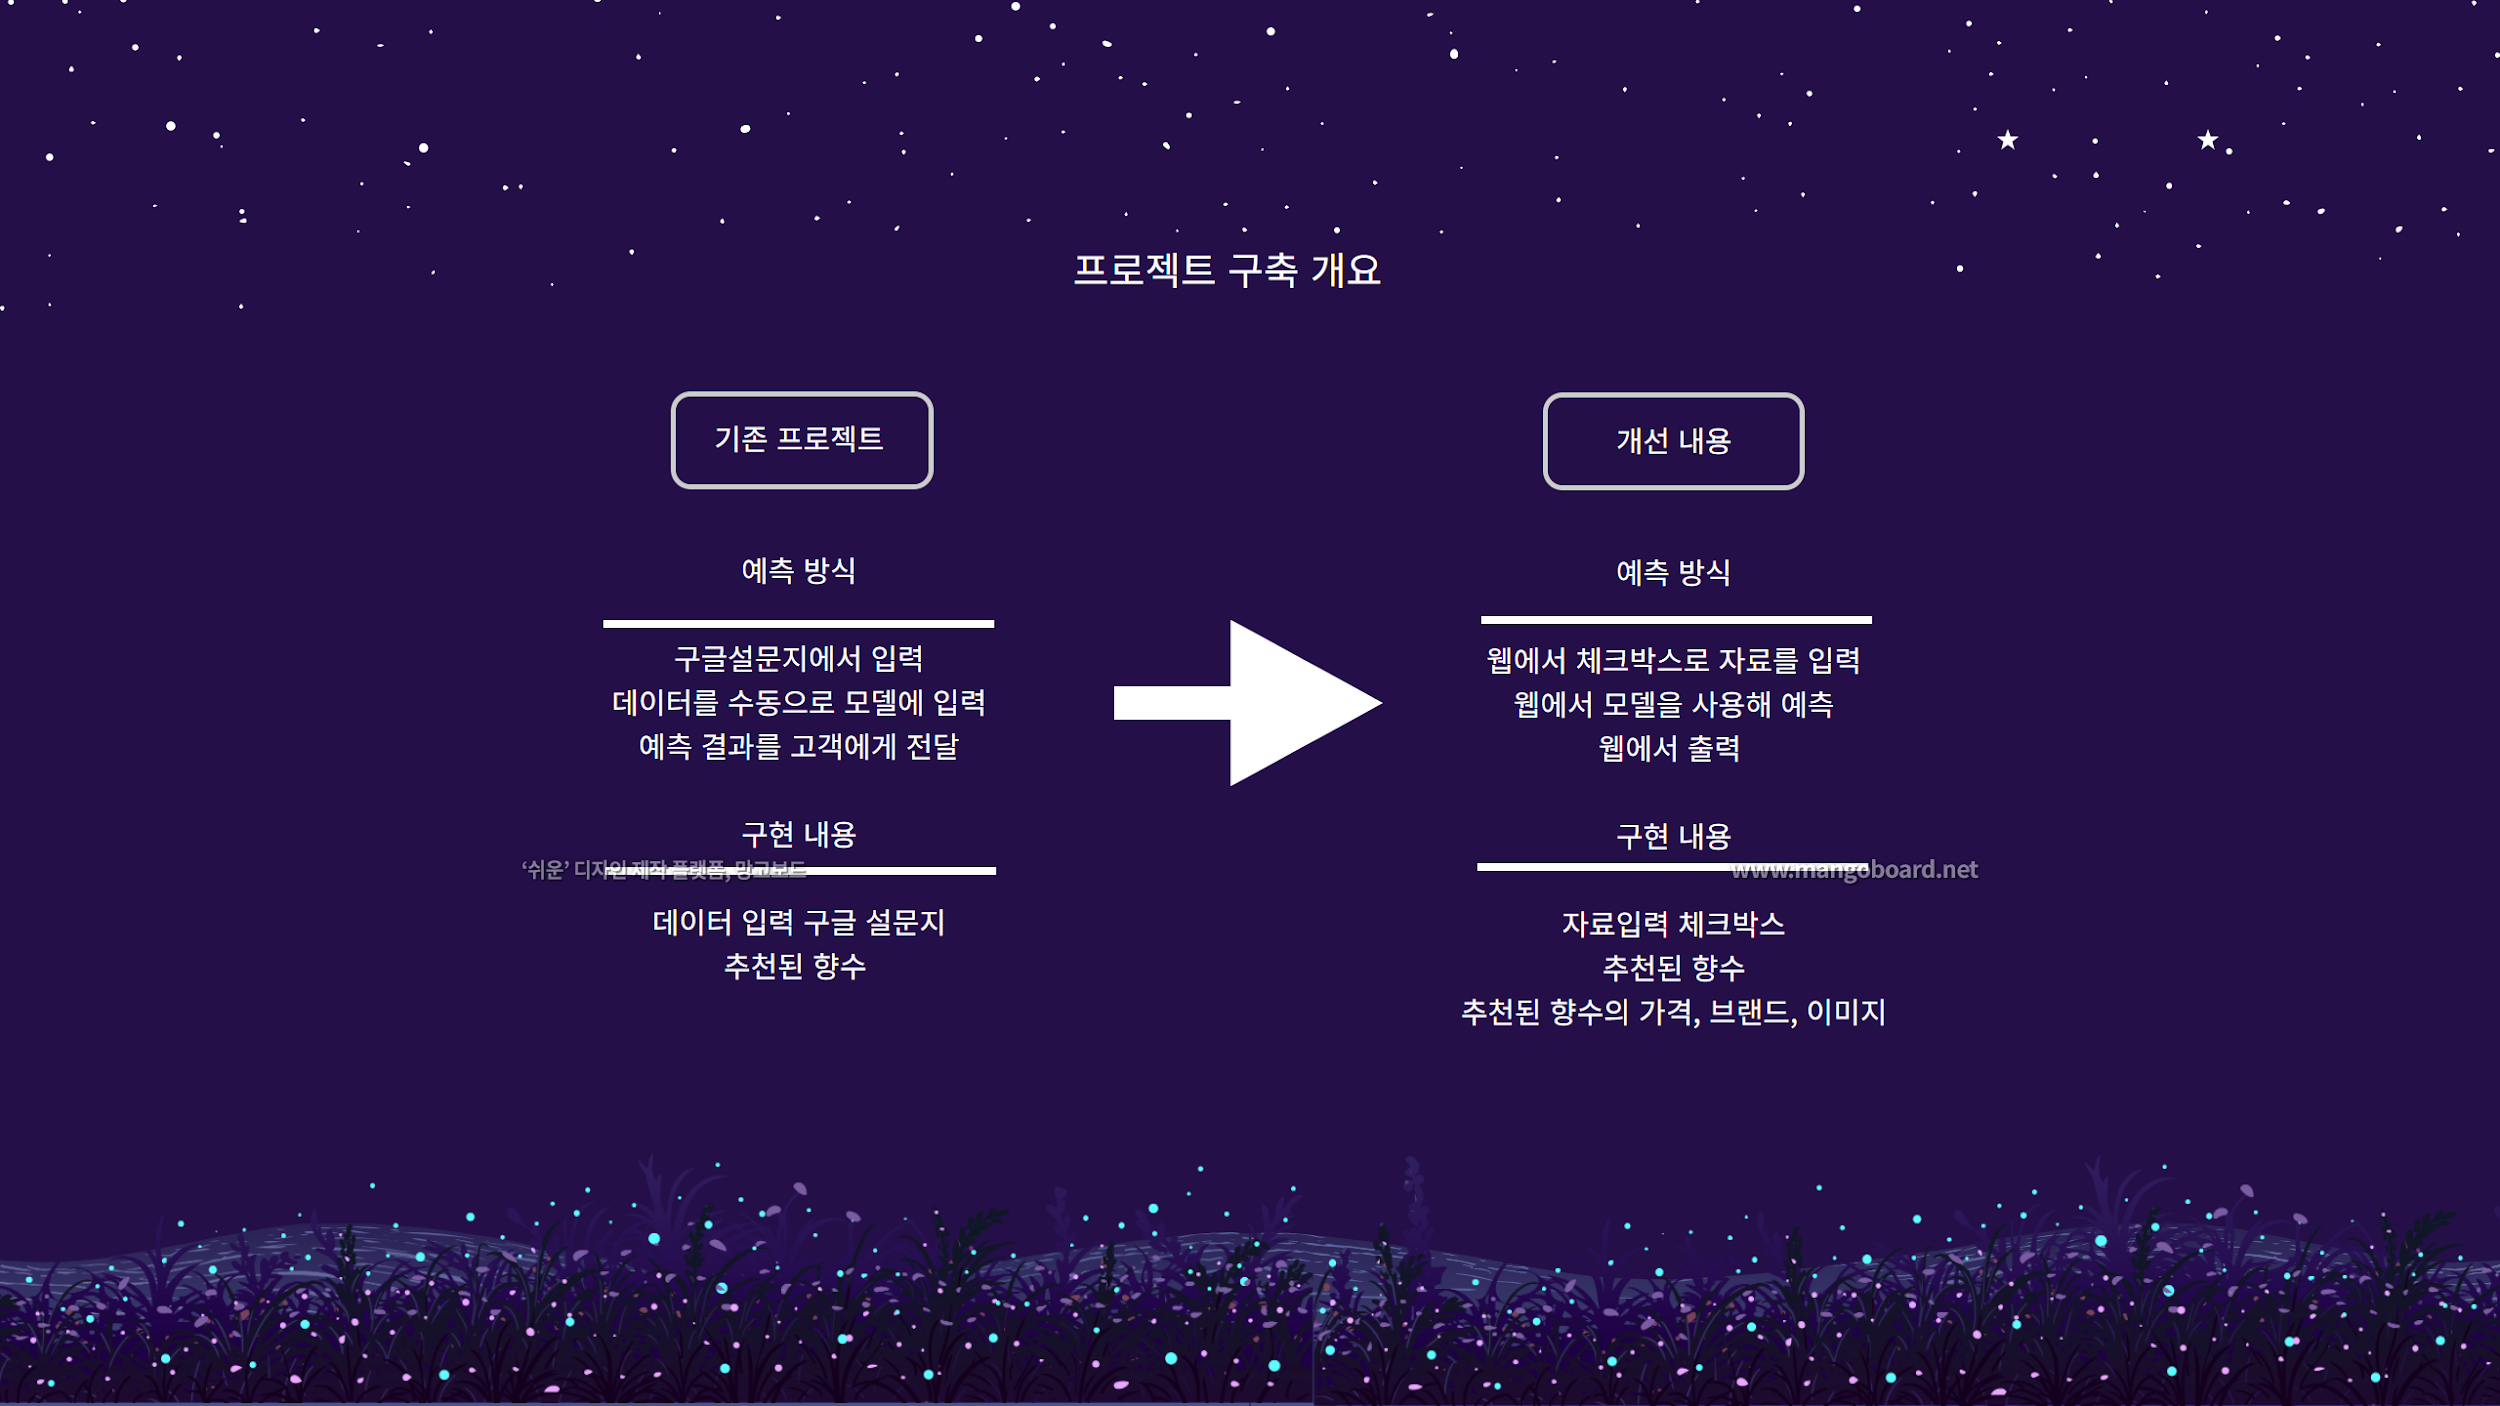 프로젝트 구축 개요
기존 프로젝트
예측 방식
구글설문지에서 입력
데이터를 수동으로 모델에 입력
예측 결과를 고객에게 전달
구현 내용
데이터 입력 구글 설문지
추천된 향수
개선 내용
예측 방식
웹에서 체크박스로 자료를 입력
웹에서 모델을 사용해 예측
웹에서 출력
구현 내용
자료입력 체크박스
추천된 향수
추천된 향수의 가격, 브랜드, 이미지
‘쉬운’ 디자인 제작 플랫폼, 망고보드
www.mangoboard.net